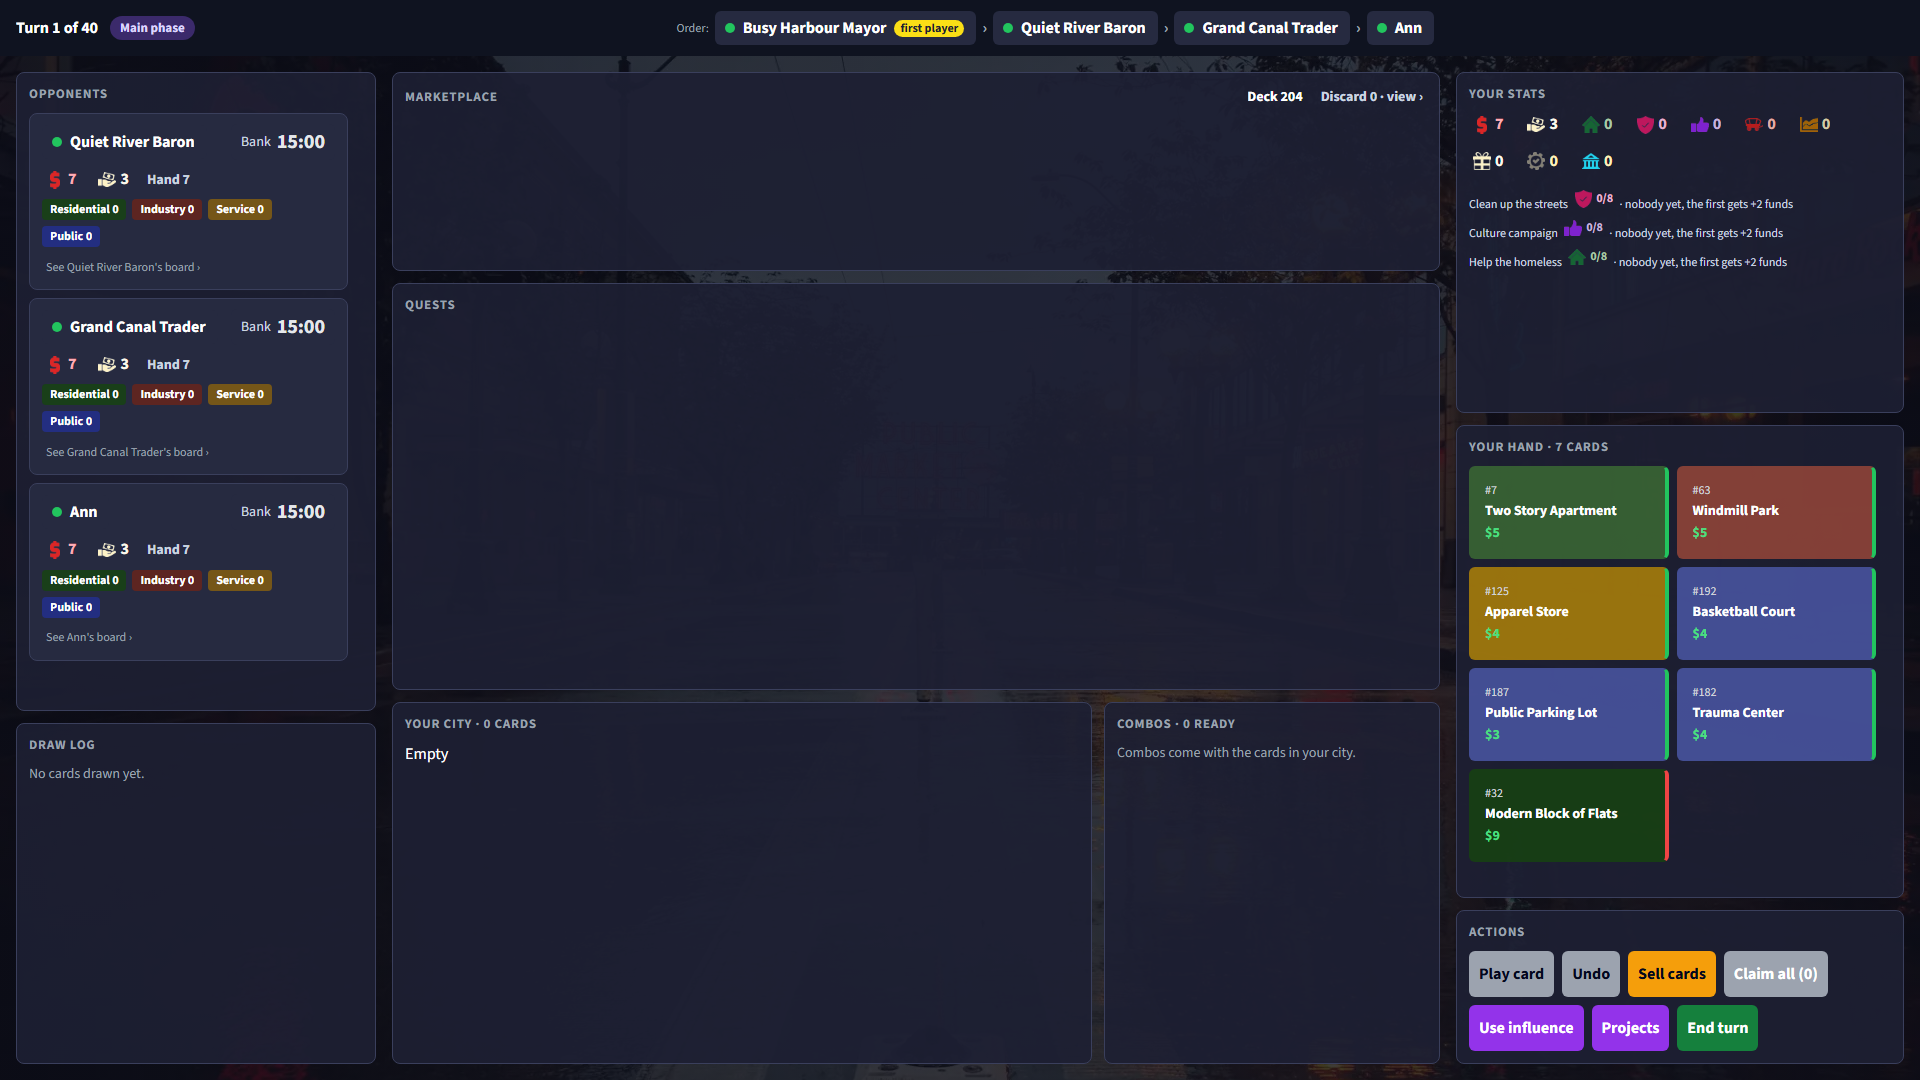 Turn 1 of 40 Main phase
Order: Busy Harbour Mayor first player › Quiet River Baron › Grand Canal Trader › Ann
OPPONENTS
Quiet River Baron Bank 15:00
7 3 Hand 7
Residential 0 Industry 0 Service 0
Public 0
See Quiet River Baron's board ›
Grand Canal Trader Bank 15:00
7 3 Hand 7
Residential 0 Industry 0 Service 0
Public 0
See Grand Canal Trader's board ›
Ann Bank 15:00
7 3 Hand 7
Residential 0 Industry 0 Service 0
Public 0
See Ann's board ›
DRAW LOG
No cards drawn yet.
MARKETPLACE Deck 204 Discard 0 · view ›
QUESTS
YOUR CITY · 0 CARDS
Empty
COMBOS · 0 READY
Combos come with the cards in your city.
YOUR STATS
7 3 0 0 0 0 0
0 0 0
Clean up the streets 0/8 · nobody yet, the first gets +2 funds
Culture campaign 0/8 · nobody yet, the first gets +2 funds
Help the homeless 0/8 · nobody yet, the first gets +2 funds
YOUR HAND · 7 CARDS
#7
Two Story Apartment
$5
#63
Windmill Park
$5
#125
Apparel Store
$4
#192
Basketball Court
$4
#187
Public Parking Lot
$3
#182
Trauma Center
$4
#32
Modern Block of Flats
$9
ACTIONS
Play card Undo Sell cards Claim all (0)
Use influence Projects End turn